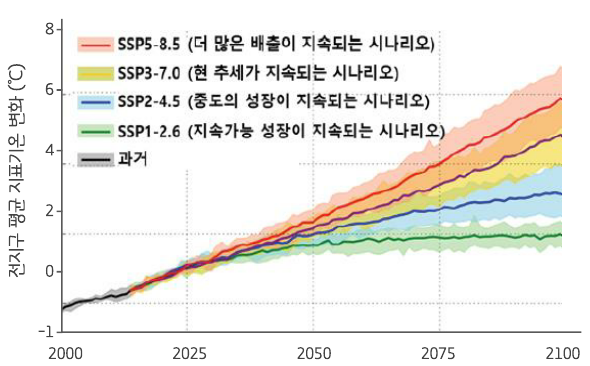 전지구 평균 지표기온 변화 (℃)
8
6
4
2
0
-1
SSP5-8.5 (더 많은 배출이 지속되는 시나리오)
SSP3-7.0 (현 추세가 지속되는 시나리오)
SSP2-4.5 (중도의 성장이 지속되는 시나리오)
SSP1-2.6 (지속가능 성장이 지속되는 시나리오)
과거
2000 2025 2050 2075 2100